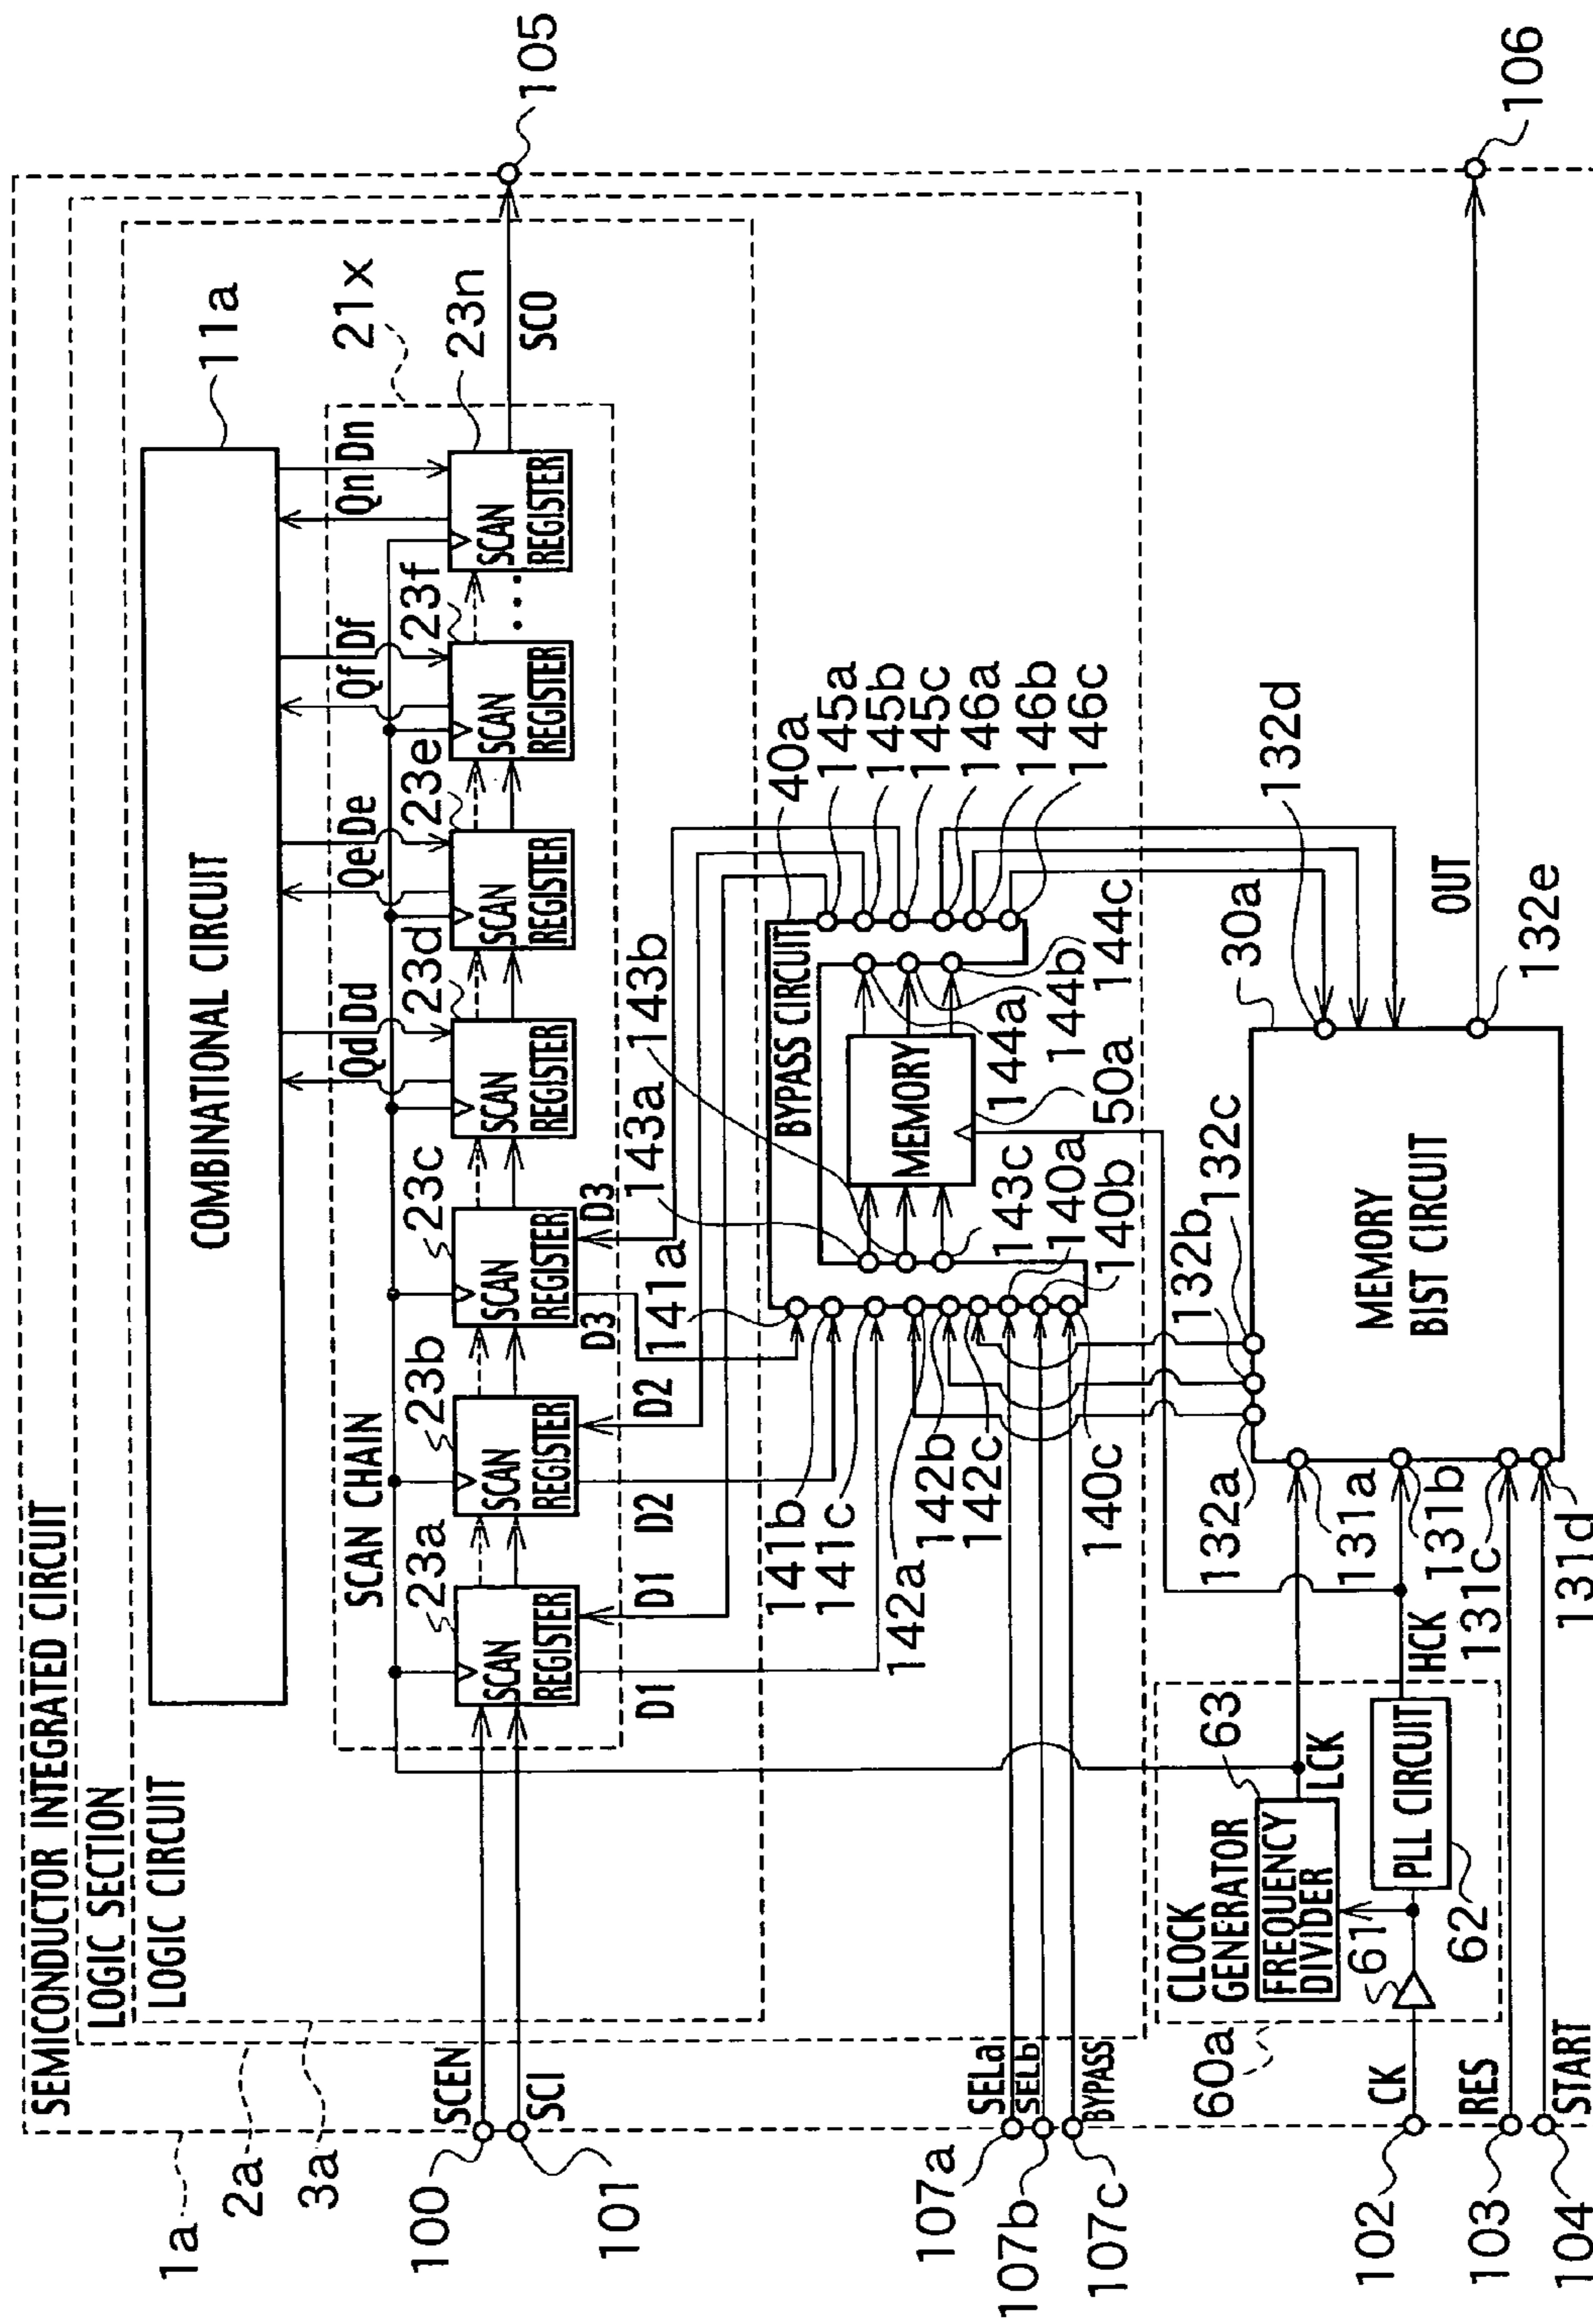 SEMICONDUCTOR INTEGRATED CIRCUIT
LOGIC SECTION
LOGIC CIRCUIT
1a
2a
3a
COMBINATIONAL CIRCUIT
11a
SCAN CHAIN
21x
Qd Dd
Qe De
Qf Df
Qn Dn
23a
23b
23c
23d
23e
23f
23n
SCAN
REGISTER
SCAN
REGISTER
SCAN
REGISTER
SCAN
REGISTER
SCAN
REGISTER
SCAN
REGISTER
...
SCAN
REGISTER
SCEN
100
SCI
101
SCO
105
D1
D1
D2
D2
D3
D3
141a
141b
141c
142a
142b
142c
143a
143b
143c
140a
140b
140c
BYPASS CIRCUIT
MEMORY
50a
144a
144b
144c
40a
145a
145b
145c
146a
146b
146c
SELa
107a
SELb
107b
BYPASS
107c
CLOCK
GENERATOR
60a
FREQUENCY
DIVIDER
63
LCK
61
PLL CIRCUIT
62
HCK
CK
102
RES
103
START
104
132a
132b
132c
132d
132e
131a
131b
131c
131d
30a
MEMORY
BIST CIRCUIT
OUT
106